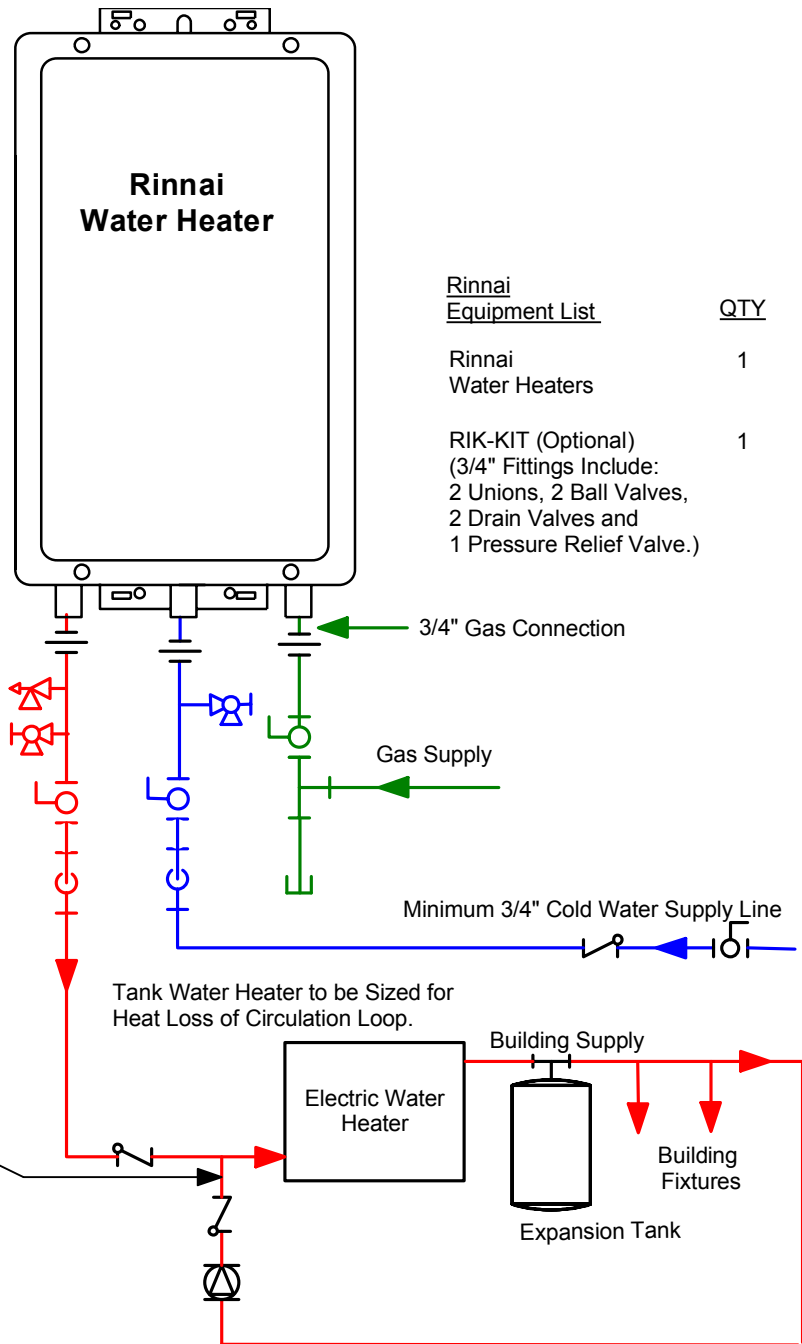 Rinnai
Water Heater
Rinnai
Equipment List QTY
Rinnai 1
Water Heaters
RIK-KIT (Optional) 1
(3/4" Fittings Include:
2 Unions, 2 Ball Valves,
2 Drain Valves and
1 Pressure Relief Valve.)
3/4" Gas Connection
Gas Supply
Minimum 3/4" Cold Water Supply Line
Tank Water Heater to be Sized for
Heat Loss of Circulation Loop.
Building Supply
Electric Water
Heater
Building
Fixtures
Expansion Tank